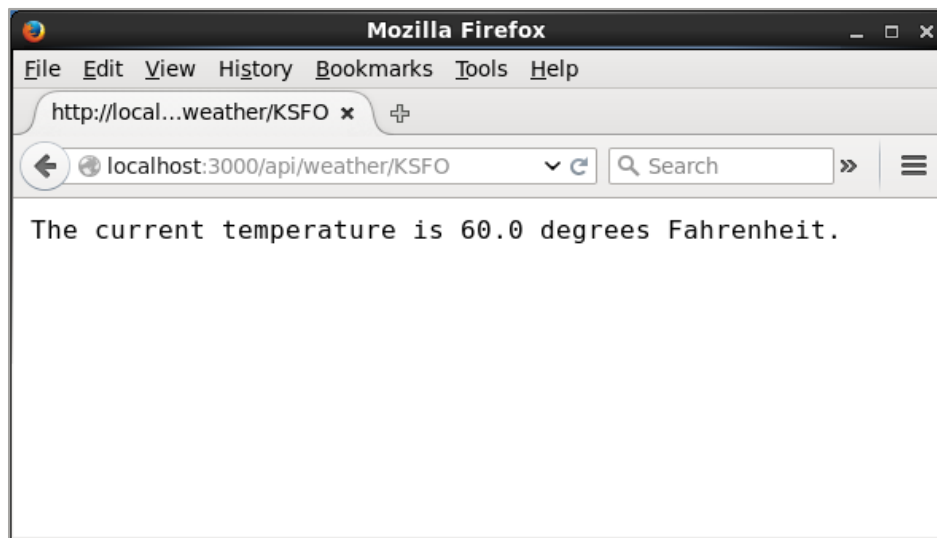 Mozilla Firefox
File Edit View History Bookmarks Tools Help
http://local...weather/KSFO
localhost:3000/api/weather/KSFO Search
The current temperature is 60.0 degrees Fahrenheit.